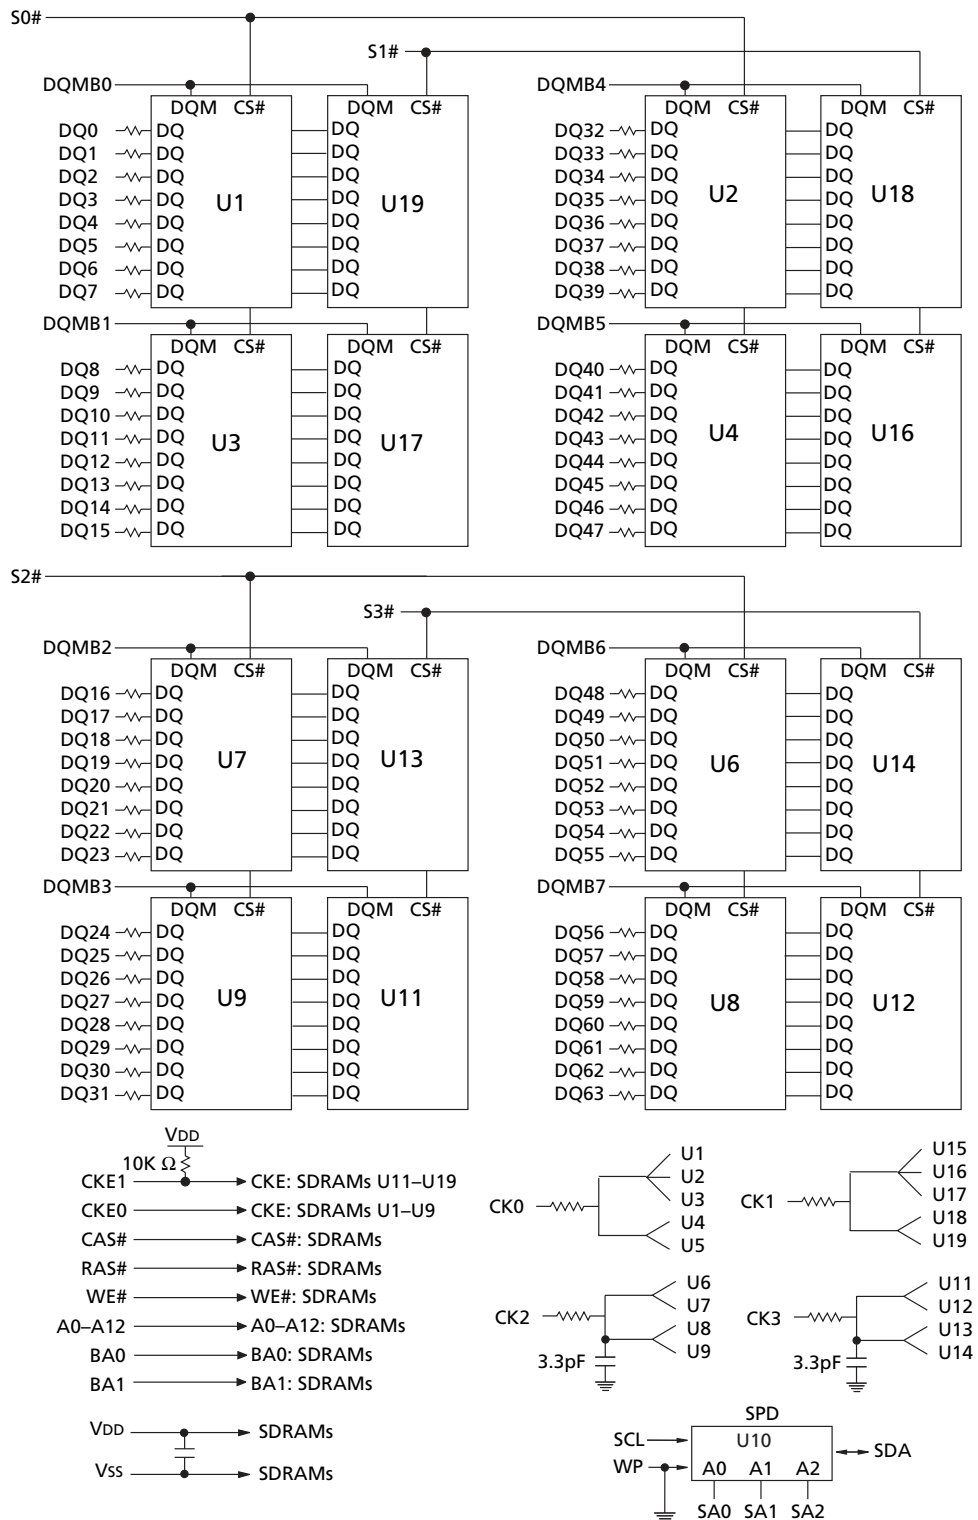 S0#
S1#
DQMB0
DQM CS#
DQM CS#
DQ0 DQ DQ
DQ1 DQ DQ
DQ2 DQ DQ
DQ3 DQ DQ
DQ4 DQ DQ
DQ5 DQ DQ
DQ6 DQ DQ
DQ7 DQ DQ
U1
U19
DQMB4
DQM CS#
DQM CS#
DQ32 DQ DQ
DQ33 DQ DQ
DQ34 DQ DQ
DQ35 DQ DQ
DQ36 DQ DQ
DQ37 DQ DQ
DQ38 DQ DQ
DQ39 DQ DQ
U2
U18
DQMB1
DQM CS#
DQM CS#
DQ8 DQ DQ
DQ9 DQ DQ
DQ10 DQ DQ
DQ11 DQ DQ
DQ12 DQ DQ
DQ13 DQ DQ
DQ14 DQ DQ
DQ15 DQ DQ
U3
U17
DQMB5
DQM CS#
DQM CS#
DQ40 DQ DQ
DQ41 DQ DQ
DQ42 DQ DQ
DQ43 DQ DQ
DQ44 DQ DQ
DQ45 DQ DQ
DQ46 DQ DQ
DQ47 DQ DQ
U4
U16
S2#
S3#
DQMB2
DQM CS#
DQM CS#
DQ16 DQ DQ
DQ17 DQ DQ
DQ18 DQ DQ
DQ19 DQ DQ
DQ20 DQ DQ
DQ21 DQ DQ
DQ22 DQ DQ
DQ23 DQ DQ
U7
U13
DQMB6
DQM CS#
DQM CS#
DQ48 DQ DQ
DQ49 DQ DQ
DQ50 DQ DQ
DQ51 DQ DQ
DQ52 DQ DQ
DQ53 DQ DQ
DQ54 DQ DQ
DQ55 DQ DQ
U6
U14
DQMB3
DQM CS#
DQM CS#
DQ24 DQ DQ
DQ25 DQ DQ
DQ26 DQ DQ
DQ27 DQ DQ
DQ28 DQ DQ
DQ29 DQ DQ
DQ30 DQ DQ
DQ31 DQ DQ
U9
U11
DQMB7
DQM CS#
DQM CS#
DQ56 DQ DQ
DQ57 DQ DQ
DQ58 DQ DQ
DQ59 DQ DQ
DQ60 DQ DQ
DQ61 DQ DQ
DQ62 DQ DQ
DQ63 DQ DQ
U8
U12
VDD
10K Ω
CKE1 CKE: SDRAMs U11–U19
CKE0 CKE: SDRAMs U1–U9
CAS# CAS#: SDRAMs
RAS# RAS#: SDRAMs
WE# WE#: SDRAMs
A0–A12 A0–A12: SDRAMs
BA0 BA0: SDRAMs
BA1 BA1: SDRAMs
VDD SDRAMs
VSS SDRAMs
CK0
U1
U2
U3
U4
U5
CK1
U15
U16
U17
U18
U19
CK2
U6
U7
U8
U9
3.3pF
CK3
U11
U12
U13
U14
3.3pF
SPD
U10
SCL
WP
SDA
A0 A1 A2
SA0 SA1 SA2